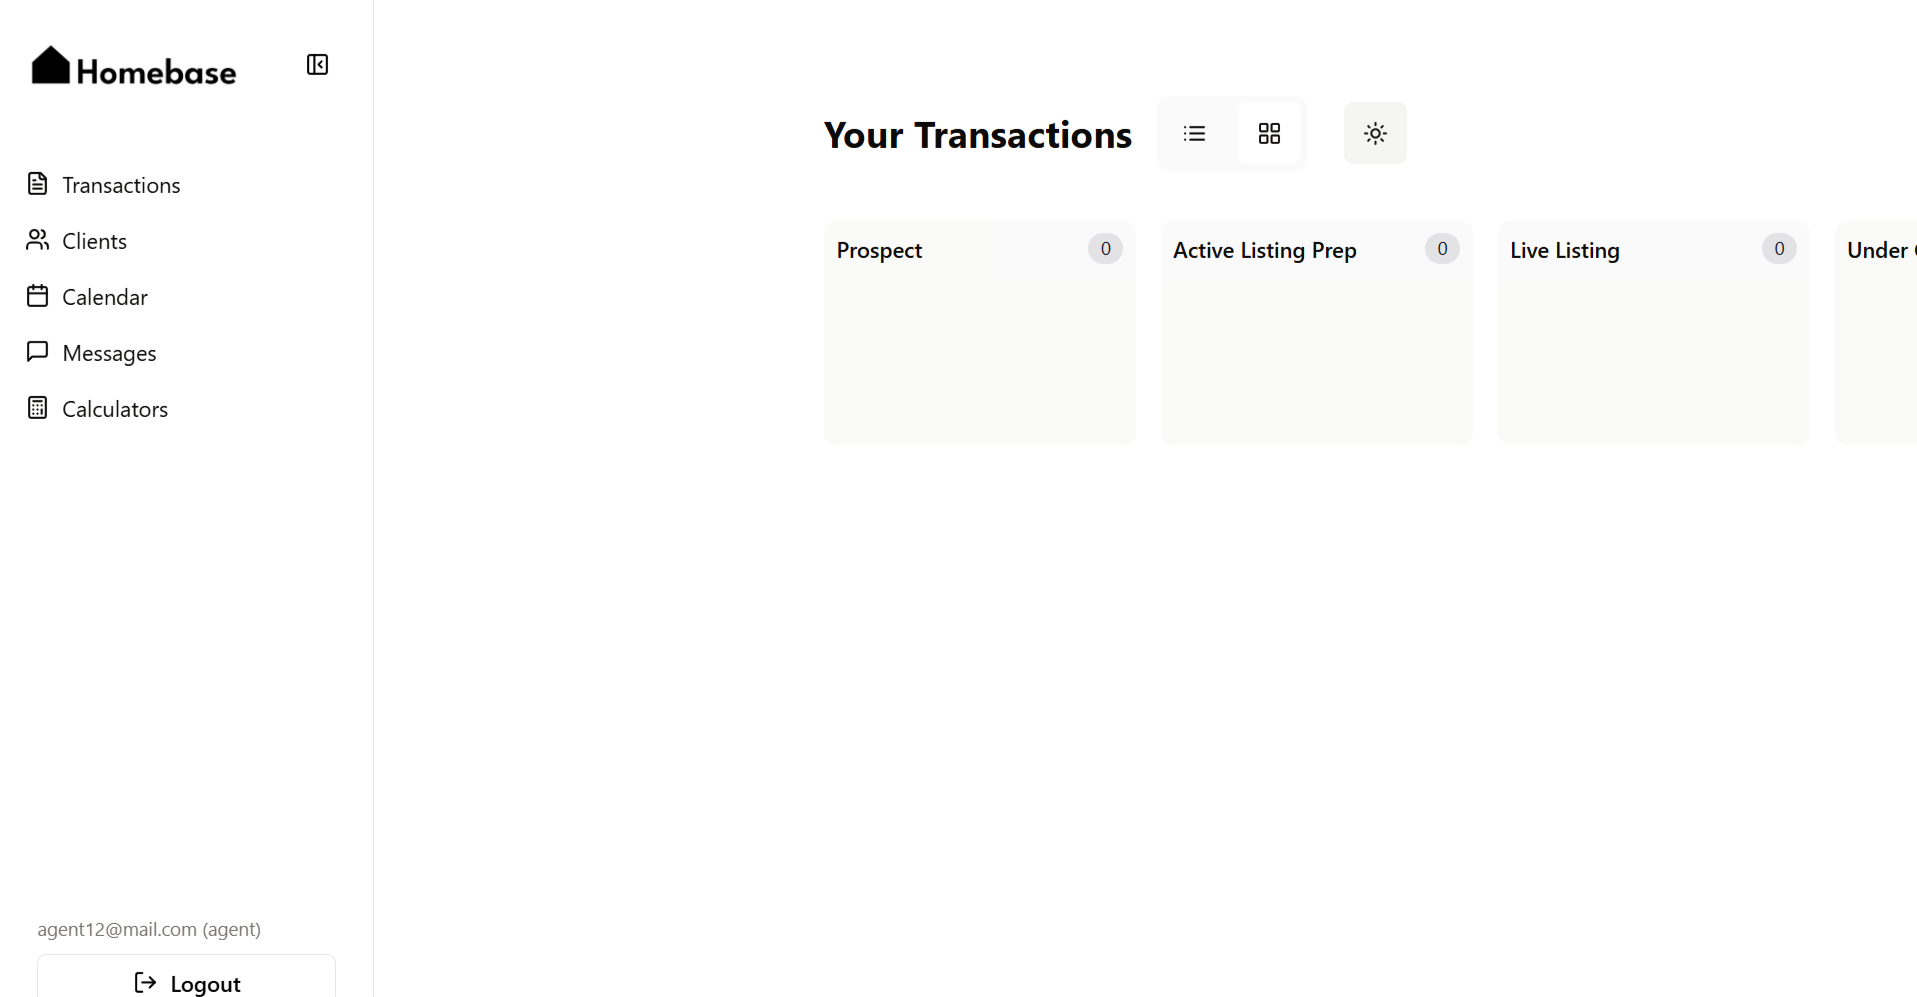 Homebase
Transactions
Clients
Calendar
Messages
Calculators
agent12@mail.com (agent)
Logout
Your Transactions
Prospect 0
Active Listing Prep 0
Live Listing 0
Under